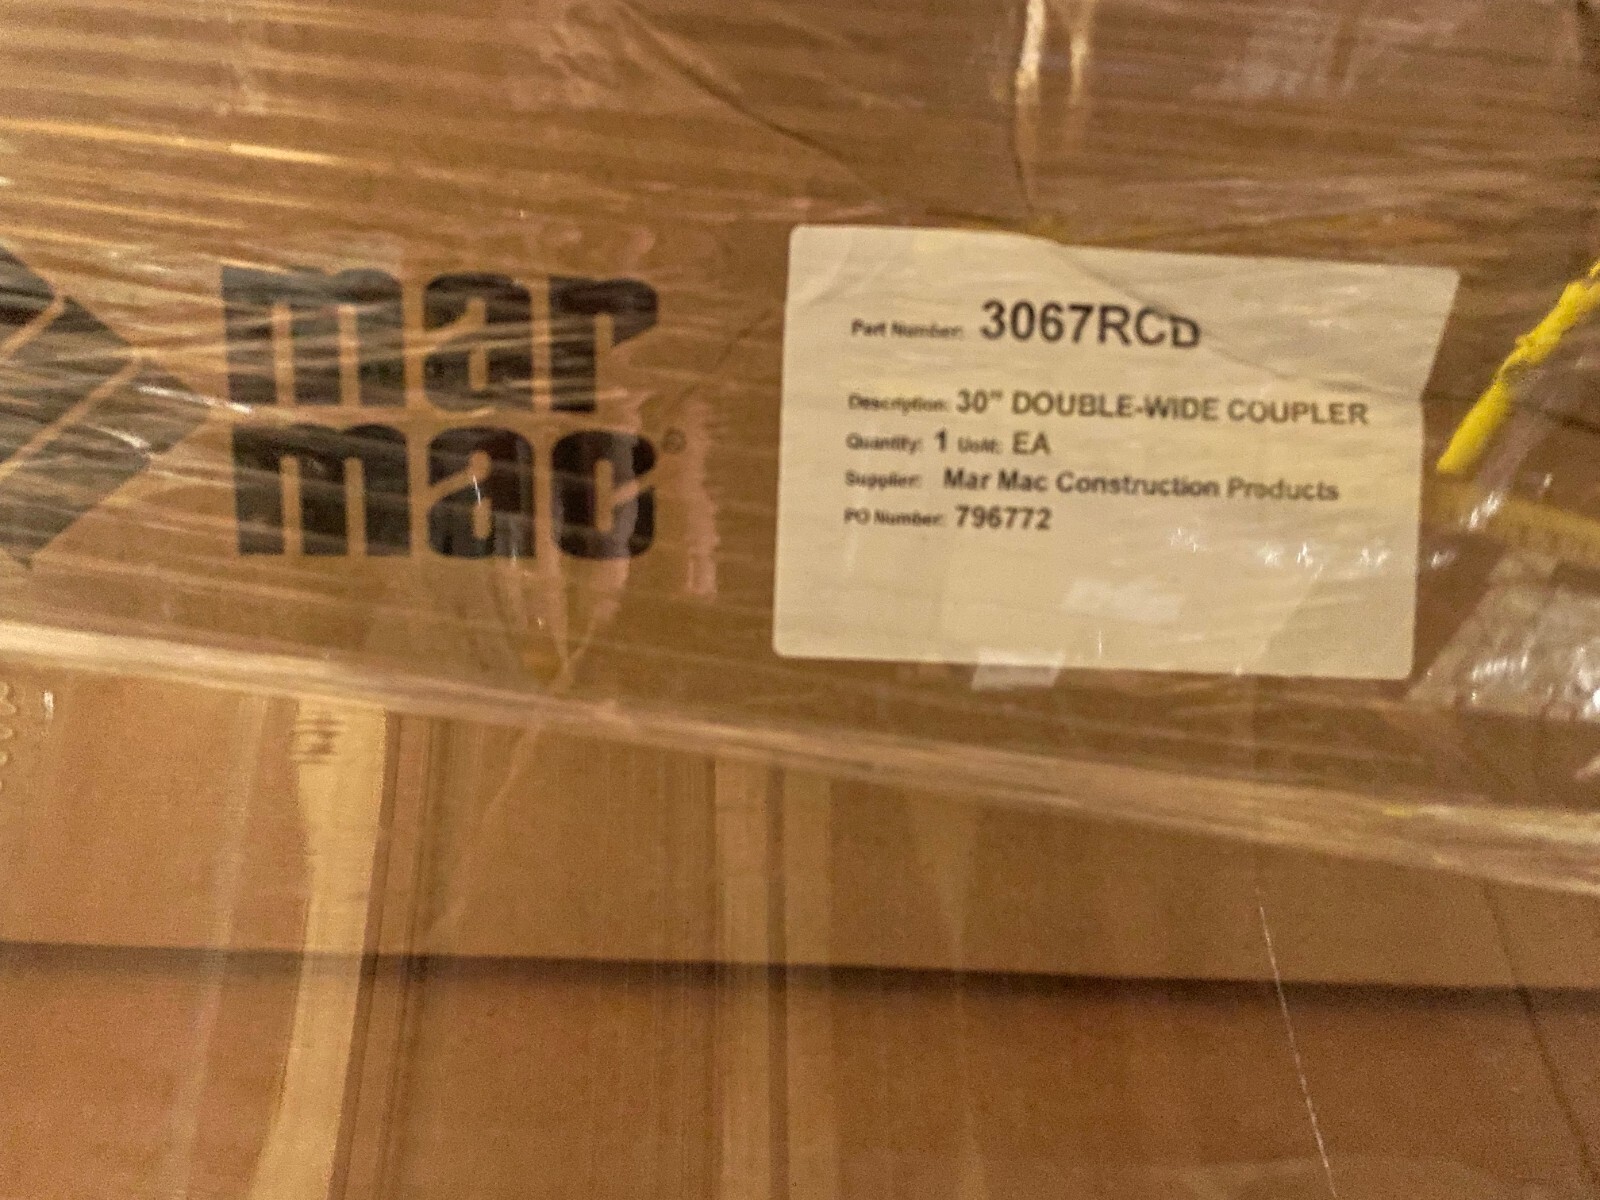 mar
mac®
Part Number: 3067RCD
Description: 30" DOUBLE-WIDE COUPLER
Quantity: 1 UoM: EA
Supplier: Mar Mac Construction Products
PO Number: 796772